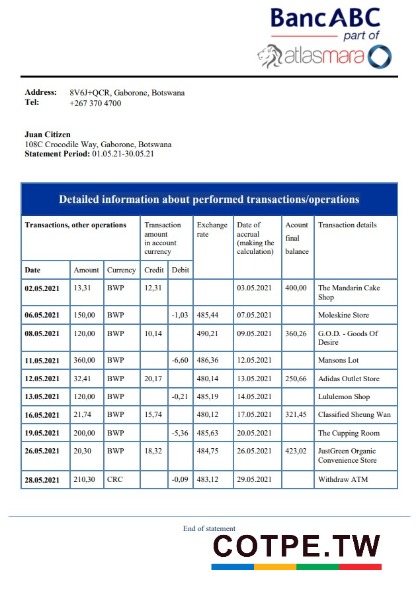 BancABC
part of
atlasmara
Address: 8V6J+QCR, Gaborone, Botswana
Tel: +267 370 4700
Juan Citizen
108C Crocodile Way, Gaborone, Botswana
Statement Period: 01.05.21-30.05.21
Detailed information about performed transactions/operations
Transactions, other operations | Transaction amount in account currency | Exchange rate | Date of accrual (making the calculation) | Acount final balance | Transaction details
Date | Amount | Currency | Credit | Debit
02.05.2021 13,31 BWP 12,31 03.05.2021 400,00 The Mandarin Cake Shop
06.05.2021 150,00 BWP -1,03 485,44 07.05.2021 Moleskine Store
08.05.2021 120,00 BWP 10,14 490,21 09.05.2021 360,26 G.O.D. - Goods Of Desire
11.05.2021 360,00 BWP -6,60 486,36 12.05.2021 Mansons Lot
12.05.2021 32,41 BWP 20,17 480,14 13.05.2021 250,66 Adidas Outlet Store
13.05.2021 120,00 BWP -0,21 485,19 14.05.2021 Lululemon Shop
16.05.2021 21,74 BWP 15,74 480,12 17.05.2021 321,45 Classified Sheung Wan
19.05.2021 200,00 BWP -5,36 485,63 20.05.2021 The Cupping Room
26.05.2021 20,30 BWP 18,32 484,75 26.05.2021 423,02 JustGreen Organic Convenience Store
28.05.2021 210,30 CRC -0,09 483,12 29.05.2021 Withdraw ATM
End of statement
COTPE.TW